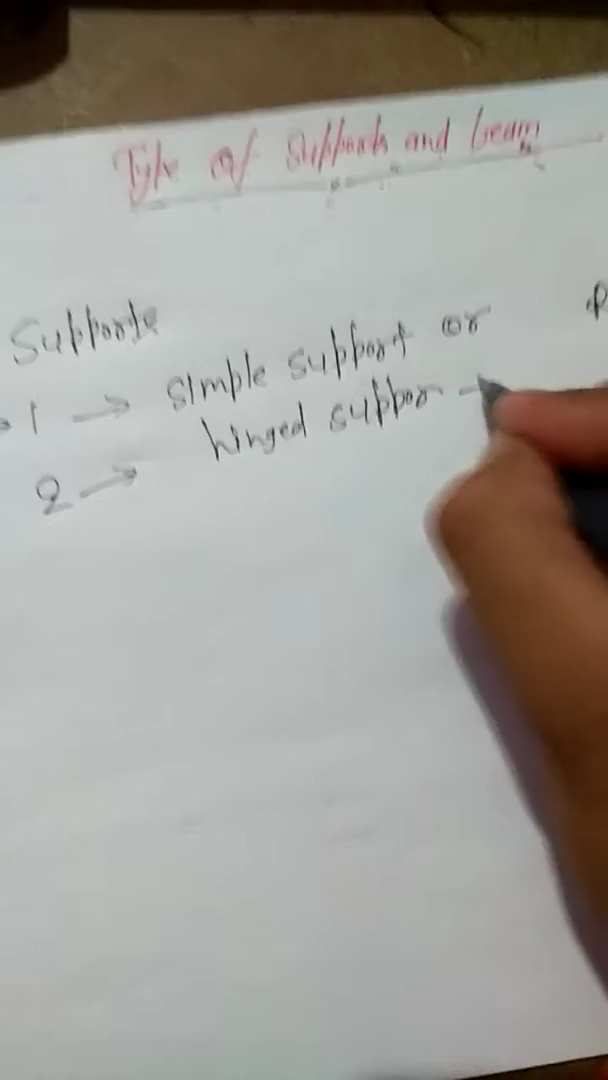 Type of Supports and beam
Supports
1 → simple support or
hinged suppor
2 →